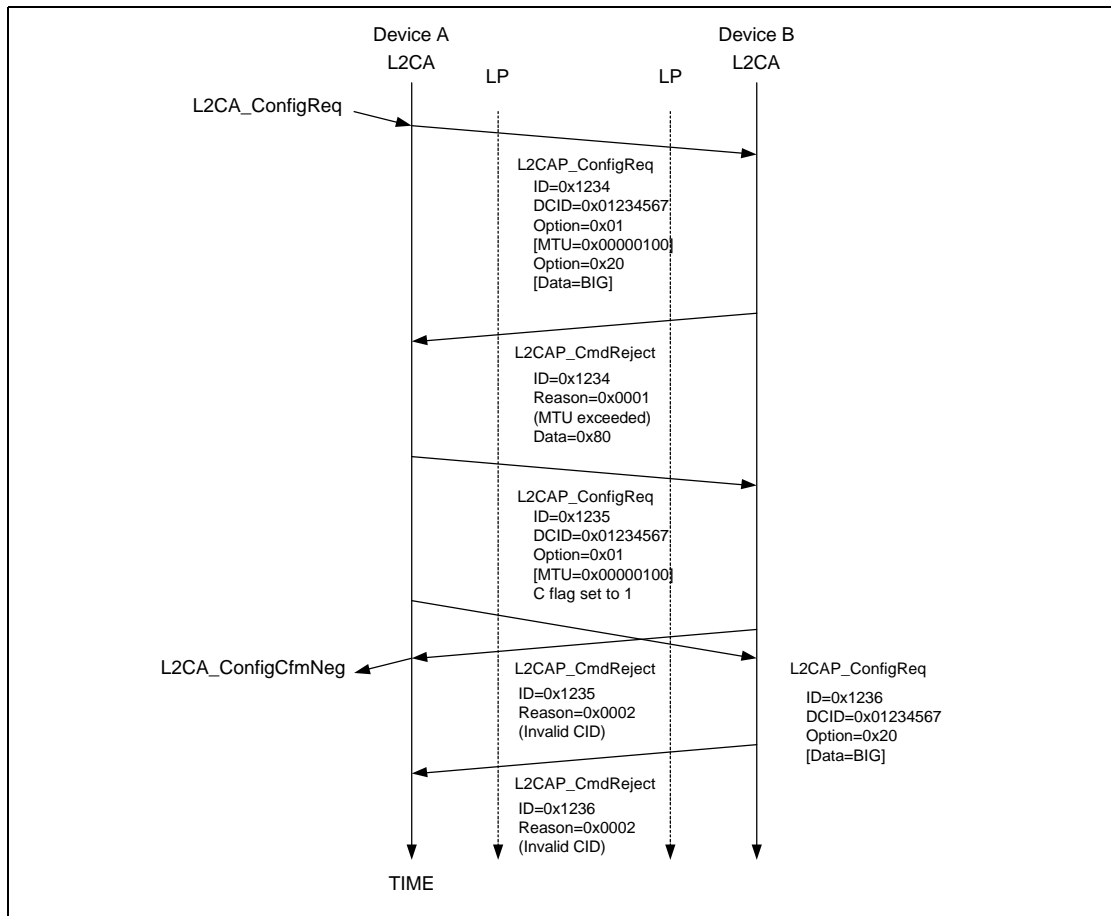 Device A
L2CA
LP
LP
Device B
L2CA
L2CA_ConfigReq
L2CAP_ConfigReq
ID=0x1234
DCID=0x01234567
Option=0x01
[MTU=0x00000100]
Option=0x20
[Data=BIG]
L2CAP_CmdReject
ID=0x1234
Reason=0x0001
(MTU exceeded)
Data=0x80
L2CAP_ConfigReq
ID=0x1235
DCID=0x01234567
Option=0x01
[MTU=0x00000100]
C flag set to 1
L2CA_ConfigCfmNeg
L2CAP_CmdReject
ID=0x1235
Reason=0x0002
(Invalid CID)
L2CAP_ConfigReq
ID=0x1236
DCID=0x01234567
Option=0x20
[Data=BIG]
L2CAP_CmdReject
ID=0x1236
Reason=0x0002
(Invalid CID)
TIME